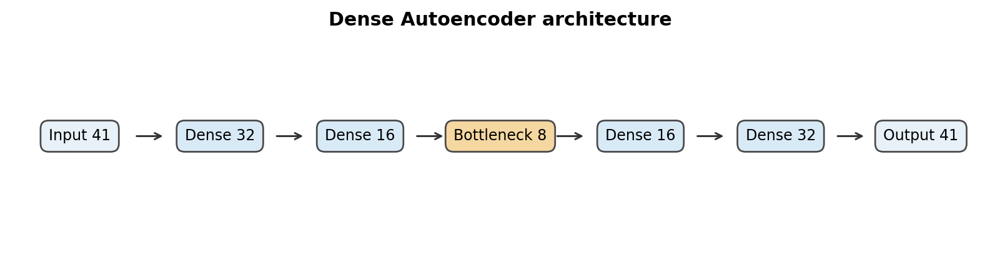 Dense Autoencoder architecture
Input 41
Dense 32
Dense 16
Bottleneck 8
Dense 16
Dense 32
Output 41